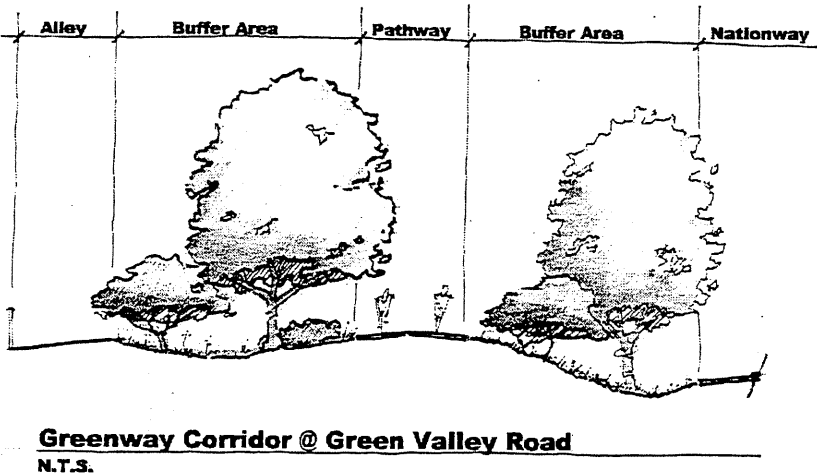 Alley Buffer Area Pathway Buffer Area Nationway
Greenway Corridor @ Green Valley Road
N.T.S.